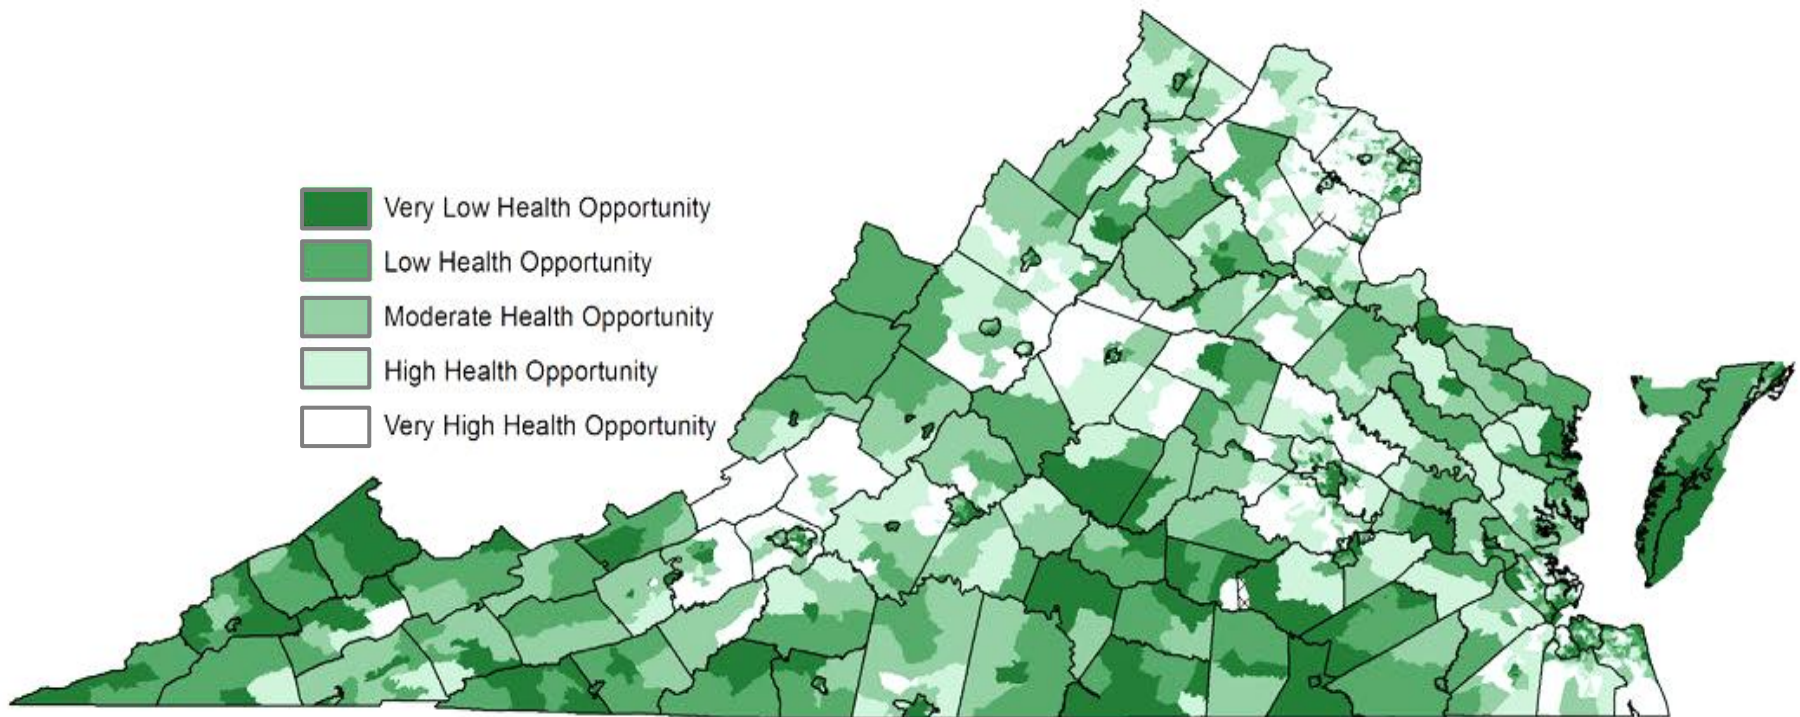 Very Low Health Opportunity
Low Health Opportunity
Moderate Health Opportunity
High Health Opportunity
Very High Health Opportunity